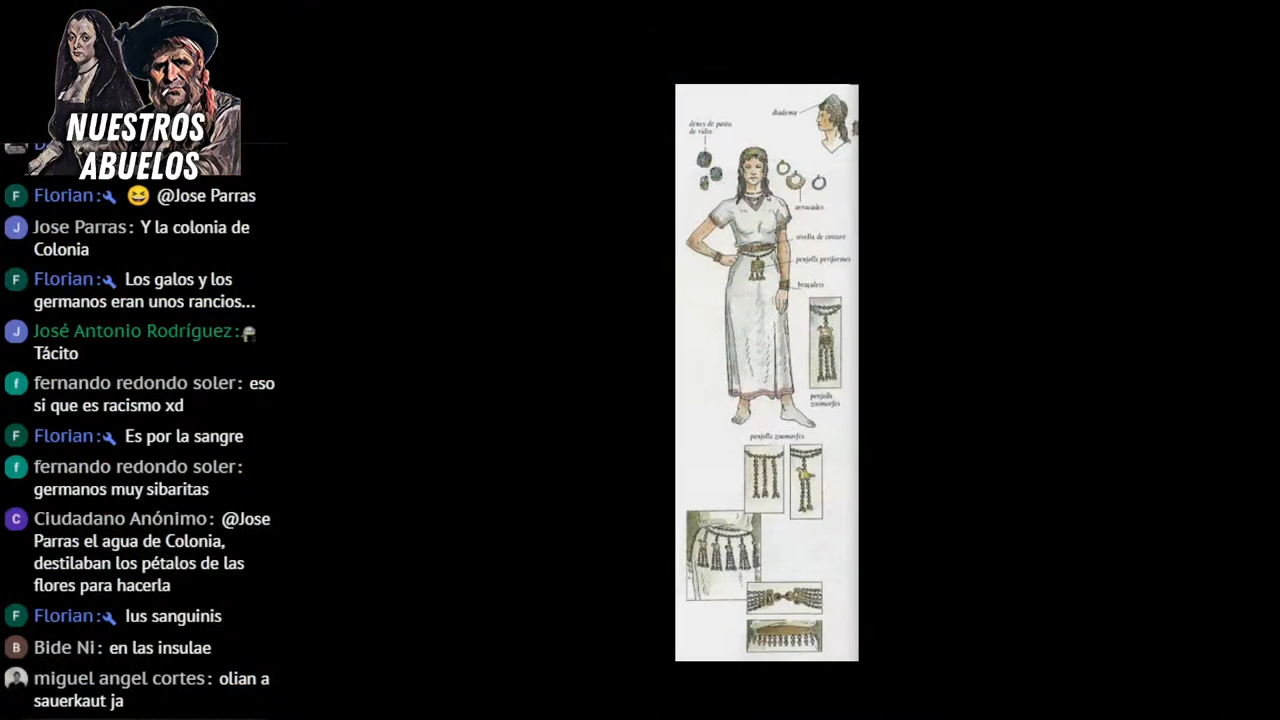 NUESTROS
ABUELOS
Florian: 😆 @Jose Parras
Jose Parras: Y la colonia de
Colonia
Florian: Los galos y los
germanos eran unos rancios...
José Antonio Rodríguez:
Tácito
fernando redondo soler: eso
si que es racismo xd
Florian: Es por la sangre
fernando redondo soler:
germanos muy sibaritas
Ciudadano Anónimo: @Jose
Parras el agua de Colonia,
destilaban los pétalos de las
flores para hacerla
Florian: Ius sanguinis
Bide Ni: en las insulae
miguel angel cortes: olian a
sauerkaut ja
diadema
denes de pasta
de vidre
arracades
sivella de cinturó
penjolls periformes
braçalets
penjolls
zoomorfes
penjolls zoomorfes